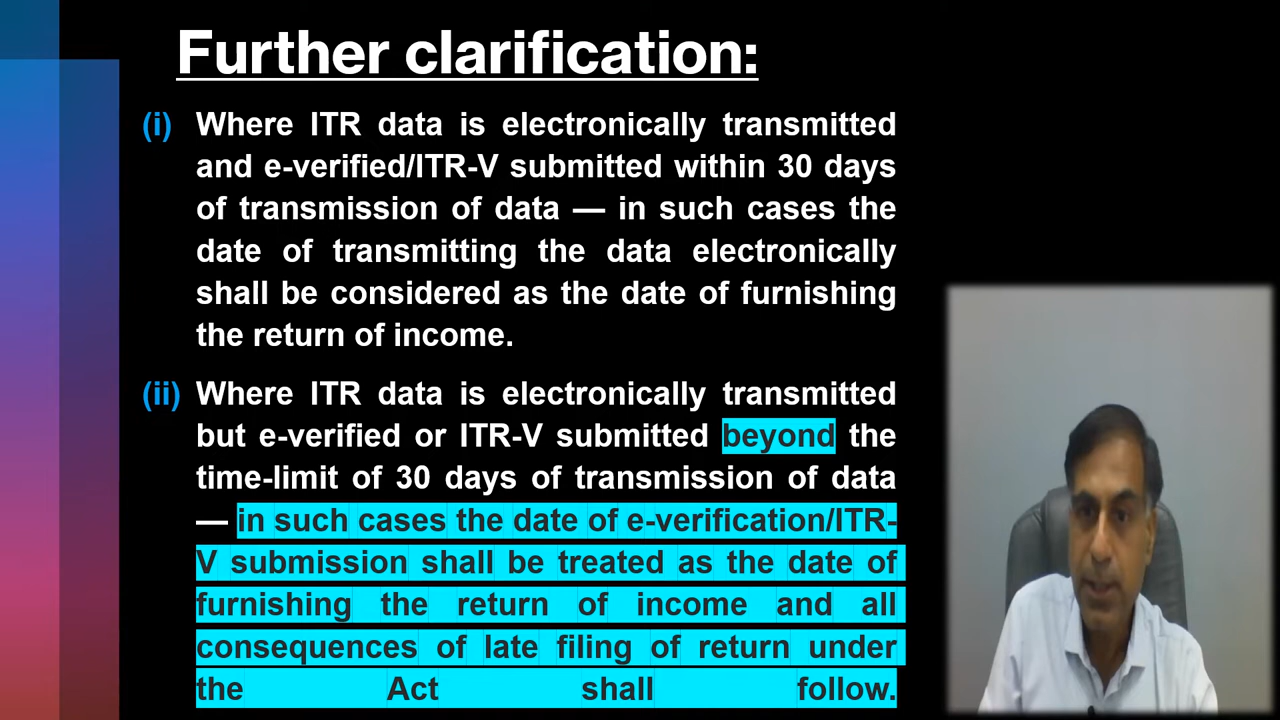 Further clarification:
(i) Where ITR data is electronically transmitted
and e-verified/ITR-V submitted within 30 days
of transmission of data — in such cases the
date of transmitting the data electronically
shall be considered as the date of furnishing
the return of income.
(ii) Where ITR data is electronically transmitted
but e-verified or ITR-V submitted beyond the
time-limit of 30 days of transmission of data
— in such cases the date of e-verification/ITR-
V submission shall be treated as the date of
furnishing the return of income and all
consequences of late filing of return under
the Act shall follow.